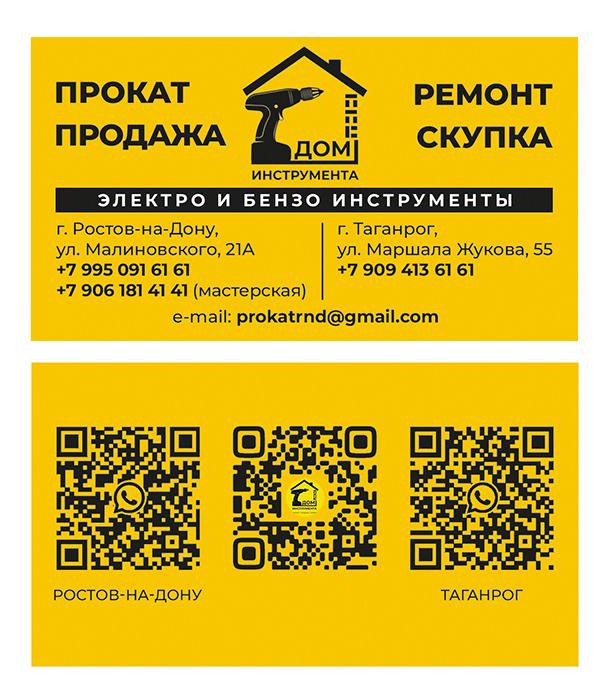 ПРОКАТ
ПРОДАЖА
ДОМ
ИНСТРУМЕНТА
РЕМОНТ
СКУПКА
ЭЛЕКТРО И БЕНЗО ИНСТРУМЕНТЫ
г. Ростов-на-Дону,
ул. Малиновского, 21А
+7 995 091 61 61
+7 906 181 41 41 (мастерская)
г. Таганрог,
ул. Маршала Жукова, 55
+7 909 413 61 61
e-mail: prokatrnd@gmail.com
ДОМ
ИНСТРУМЕНТА
РОСТОВ-НА-ДОНУ
ТАГАНРОГ